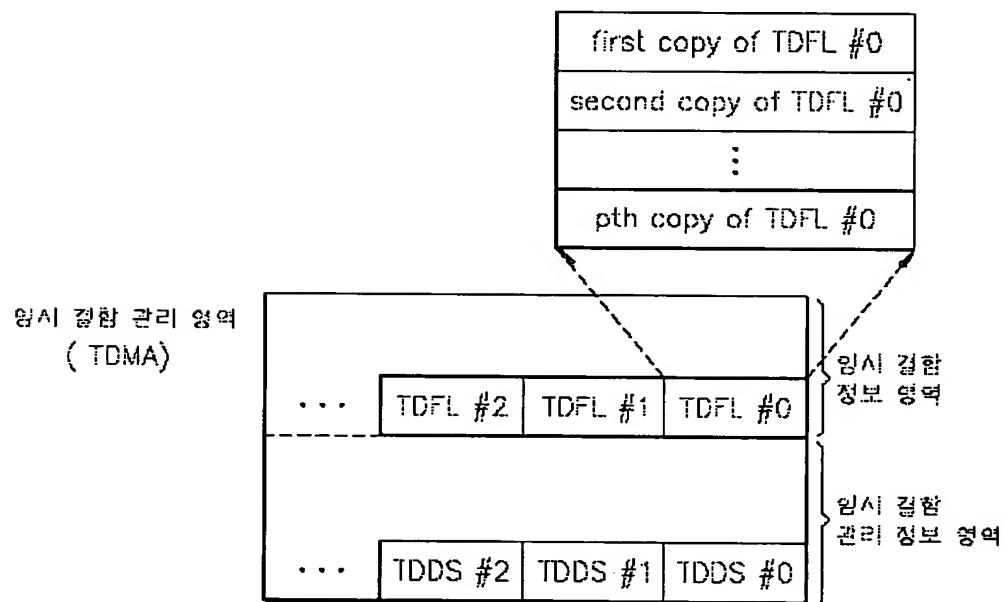 first copy of TDFL #0
second copy of TDFL #0
⋮
pth copy of TDFL #0
임시 결함 관리 영역
( TDMA)
임시 결함
정보 영역
... TDFL #2 TDFL #1 TDFL #0
임시 결함
관리 정보 영역
... TDDS #2 TDDS #1 TDDS #0